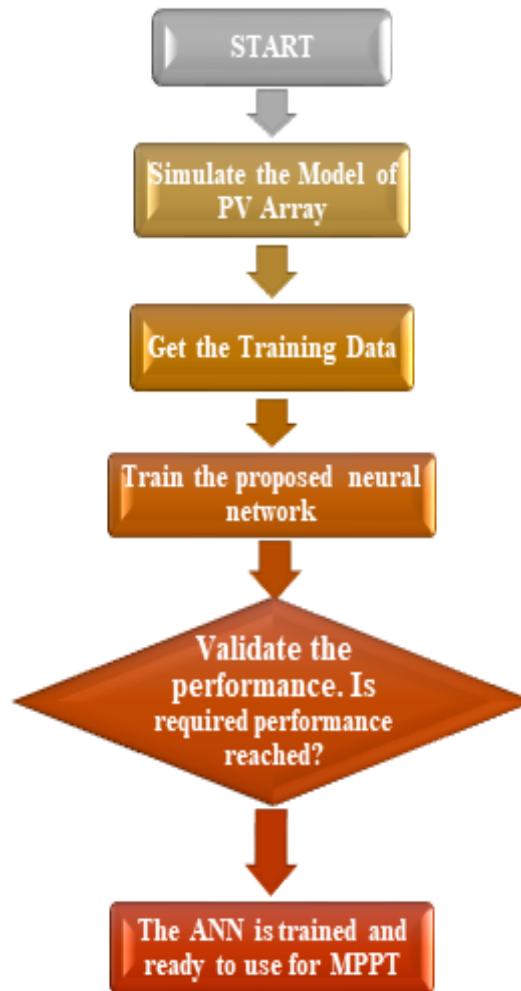 START
Simulate the Model of
PV Array
Get the Training Data
Train the proposed neural
network
Validate the
performance. Is
required performance
reached?
The ANN is trained and
ready to use for MPPT